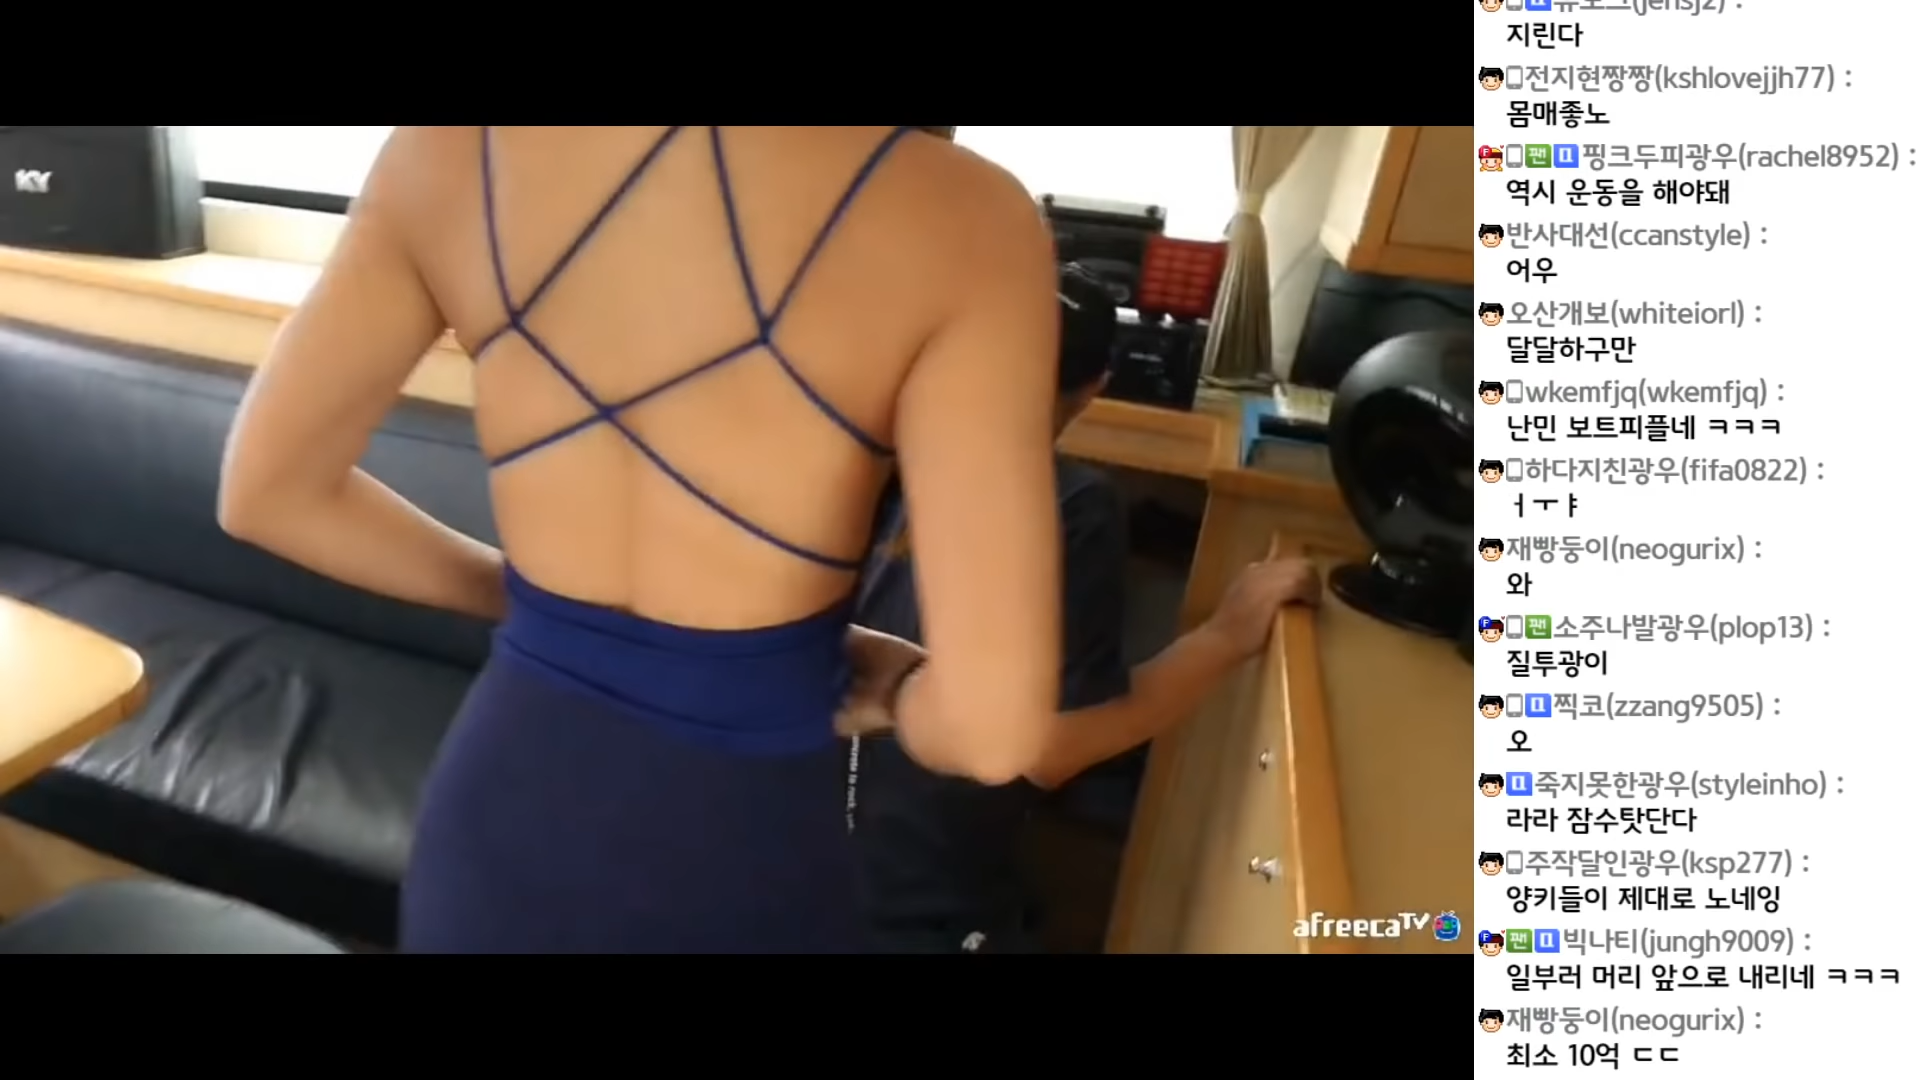 지린다
전지현짱짱(kshlovejjh77) :
몸매좋노
팬 핑크두피광우(rachel8952) :
역시 운동을 해야돼
반사대선(ccanstyle) :
어우
오산개보(whiteiorl) :
달달하구만
wkemfjq(wkemfjq) :
난민 보트피플네 ㅋㅋㅋ
하다지친광우(fifa0822) :
ㅓㅜㅑ
재빵둥이(neogurix) :
와
팬 소주나발광우(plop13) :
질투광이
찍코(zzang9505) :
오
죽지못한광우(styleinho) :
라라 잠수탓단다
주작달인광우(ksp277) :
양키들이 제대로 노네잉
팬 빅나티(jungh9009) :
일부러 머리 앞으로 내리네 ㅋㅋㅋ
재빵둥이(neogurix) :
최소 10억 ㄷㄷ
afreecaTV